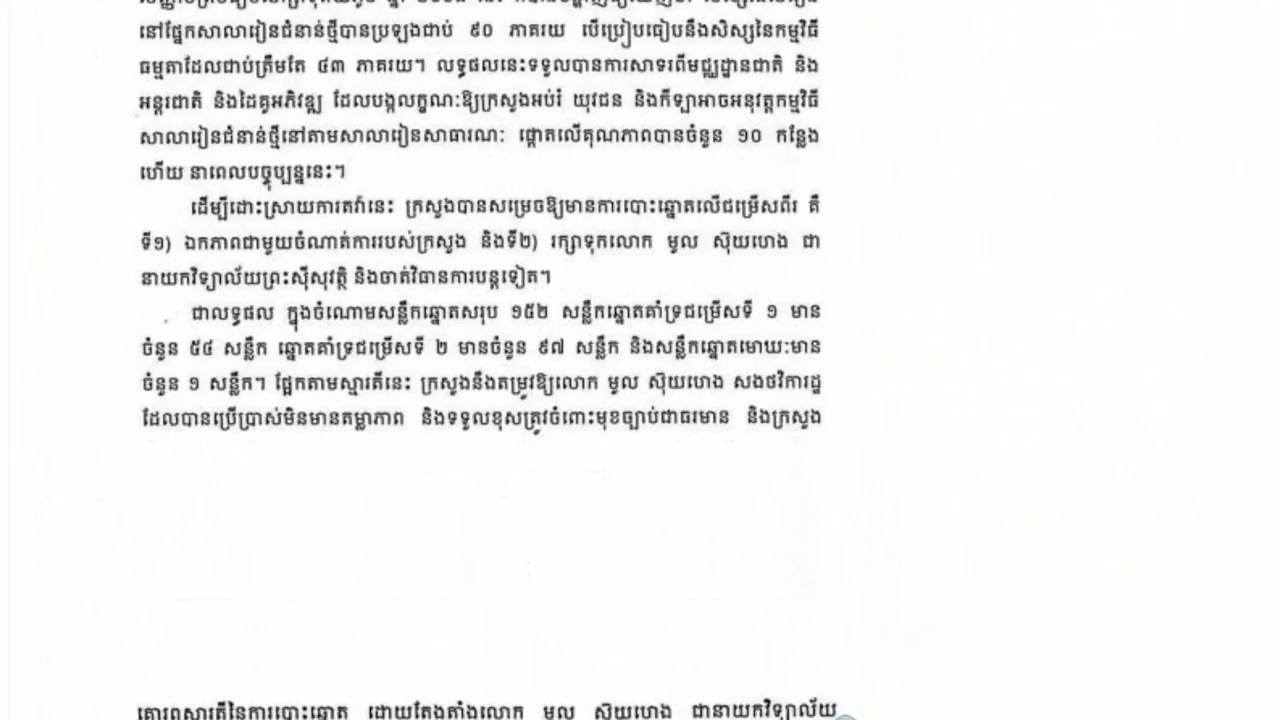 នៅផ្នែកសាលារៀនជំនាន់ថ្មីបានប្រឡងជាប់ ៩០ ភាគរយ បើប្រៀបធៀបនឹងសិស្សនៃកម្មវិធី
ធម្មតាដែលជាប់ត្រឹមតែ ៤៣ ភាគរយ។ លទ្ធផលនេះទទួលបានការសាទរពីមជ្ឈដ្ឋានជាតិ និង
អន្តរជាតិ និងដៃគូអភិវឌ្ឍ ដែលបង្កលក្ខណៈឱ្យក្រសួងអប់រំ យុវជន និងកីឡាអាចអនុវត្តកម្មវិធី
សាលារៀនជំនាន់ថ្មីនៅតាមសាលារៀនសាធារណៈ ផ្តោតលើគុណភាពបានចំនួន ១០ កន្លែង
ហើយ នាពេលបច្ចុប្បន្ននេះ។
ដើម្បីដោះស្រាយការតវ៉ានេះ ក្រសួងបានសម្រេចឱ្យមានការបោះឆ្នោតលើជម្រើសពីរ គឺ
ទី១) ឯកភាពជាមួយចំណាត់ការរបស់ក្រសួង និងទី២) រក្សាទុកលោក មូល ស៊ុយហេង ជា
នាយកវិទ្យាល័យព្រះស៊ីសុវត្ថិ និងចាត់វិធានការបន្តទៀត។
ជាលទ្ធផល ក្នុងចំណោមសន្លឹកឆ្នោតសរុប ១៥២ សន្លឹកឆ្នោតគាំទ្រជម្រើសទី ១ មាន
ចំនួន ៥៤ សន្លឹក ឆ្នោតគាំទ្រជម្រើសទី ២ មានចំនួន ៩៧ សន្លឹក និងសន្លឹកឆ្នោតមោឃៈមាន
ចំនួន ១ សន្លឹក។ ផ្អែកតាមស្មារតីនេះ ក្រសួងនឹងតម្រូវឱ្យលោក មូល ស៊ុយហេង សងថវិការដ្ឋ
ដែលបានប្រើប្រាស់មិនមានតម្លាភាព និងទទួលខុសត្រូវចំពោះមុខច្បាប់ជាធរមាន និងក្រសួង
គោរពស្មារតីនៃការបោះឆ្នោត ដោយតែងតាំងលោក មូល ស៊ុយហេង ជានាយកវិទ្យាល័យ